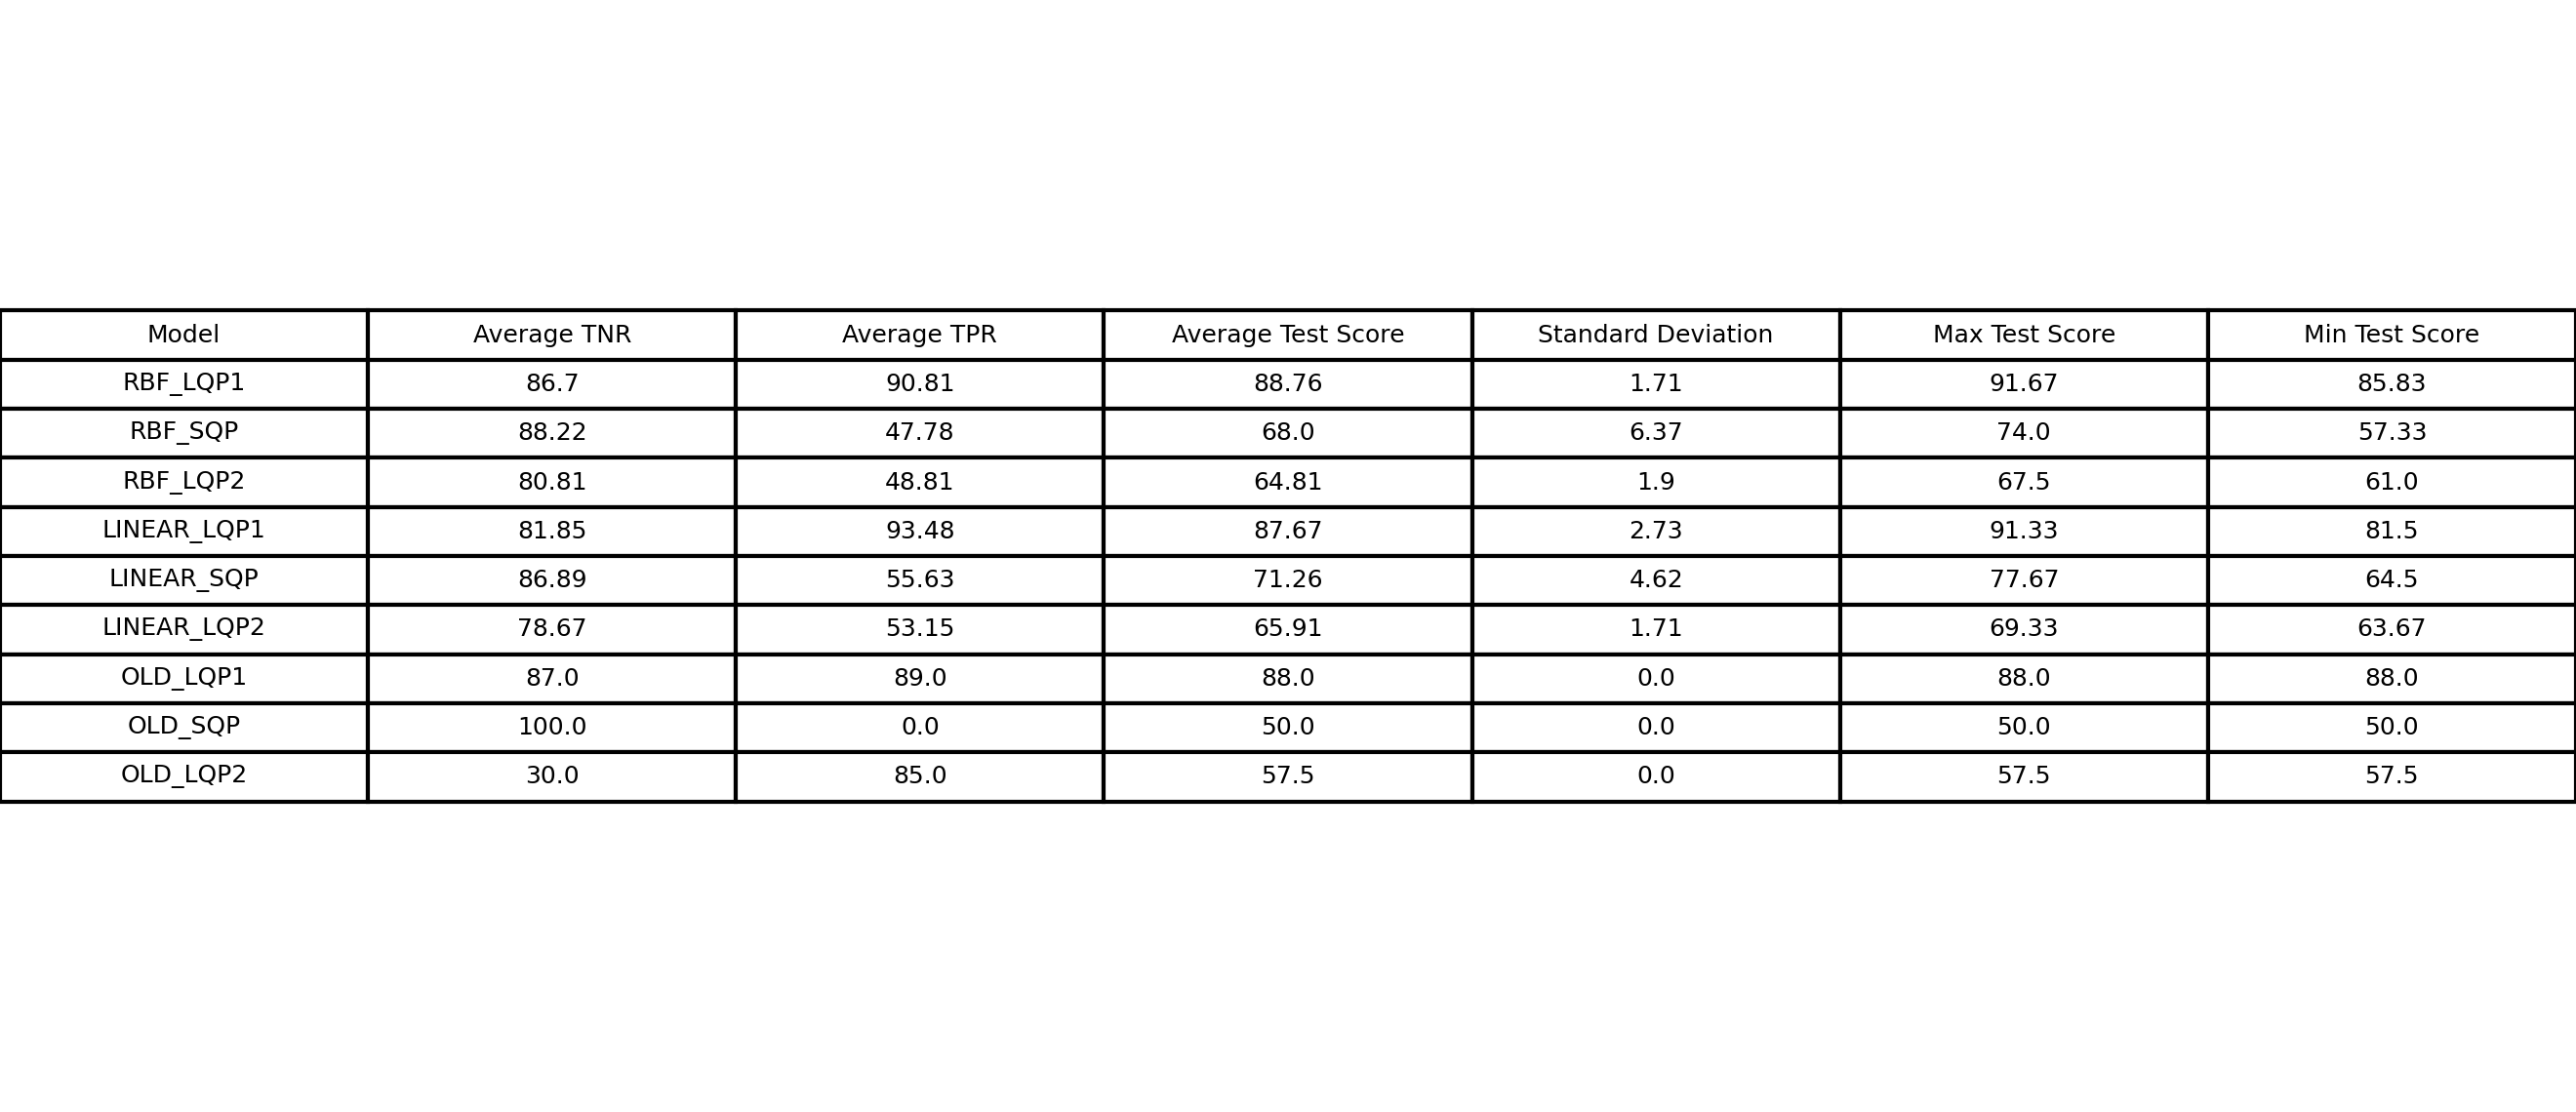 Model Average TNR Average TPR Average Test Score Standard Deviation Max Test Score Min Test Score
RBF_LQP1 86.7 90.81 88.76 1.71 91.67 85.83
RBF_SQP 88.22 47.78 68.0 6.37 74.0 57.33
RBF_LQP2 80.81 48.81 64.81 1.9 67.5 61.0
LINEAR_LQP1 81.85 93.48 87.67 2.73 91.33 81.5
LINEAR_SQP 86.89 55.63 71.26 4.62 77.67 64.5
LINEAR_LQP2 78.67 53.15 65.91 1.71 69.33 63.67
OLD_LQP1 87.0 89.0 88.0 0.0 88.0 88.0
OLD_SQP 100.0 0.0 50.0 0.0 50.0 50.0
OLD_LQP2 30.0 85.0 57.5 0.0 57.5 57.5